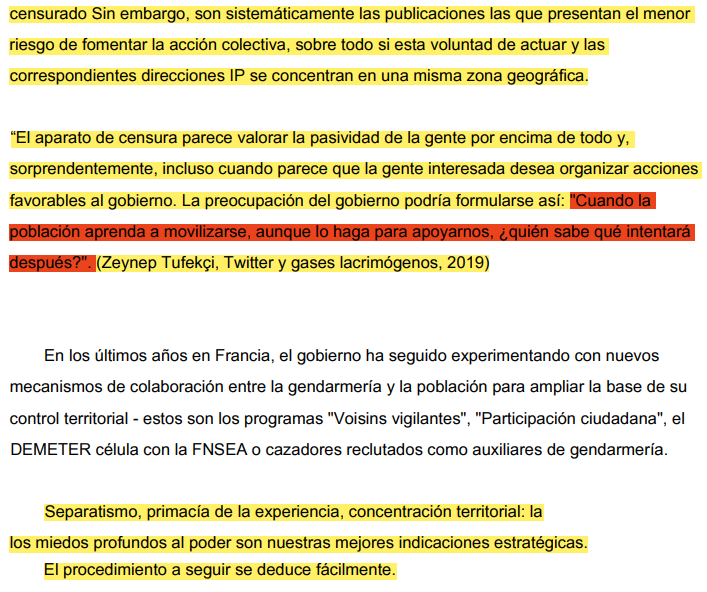 censurado Sin embargo, son sistemáticamente las publicaciones las que presentan el menor
riesgo de fomentar la acción colectiva, sobre todo si esta voluntad de actuar y las
correspondientes direcciones IP se concentran en una misma zona geográfica.
“El aparato de censura parece valorar la pasividad de la gente por encima de todo y,
sorprendentemente, incluso cuando parece que la gente interesada desea organizar acciones
favorables al gobierno. La preocupación del gobierno podría formularse así: "Cuando la
población aprenda a movilizarse, aunque lo haga para apoyarnos, ¿quién sabe qué intentará
después?". (Zeynep Tufekçi, Twitter y gases lacrimógenos, 2019)
En los últimos años en Francia, el gobierno ha seguido experimentando con nuevos
mecanismos de colaboración entre la gendarmería y la población para ampliar la base de su
control territorial - estos son los programas "Voisins vigilantes", "Participación ciudadana", el
DEMETER célula con la FNSEA o cazadores reclutados como auxiliares de gendarmería.
Separatismo, primacía de la experiencia, concentración territorial: la
los miedos profundos al poder son nuestras mejores indicaciones estratégicas.
El procedimiento a seguir se deduce fácilmente.